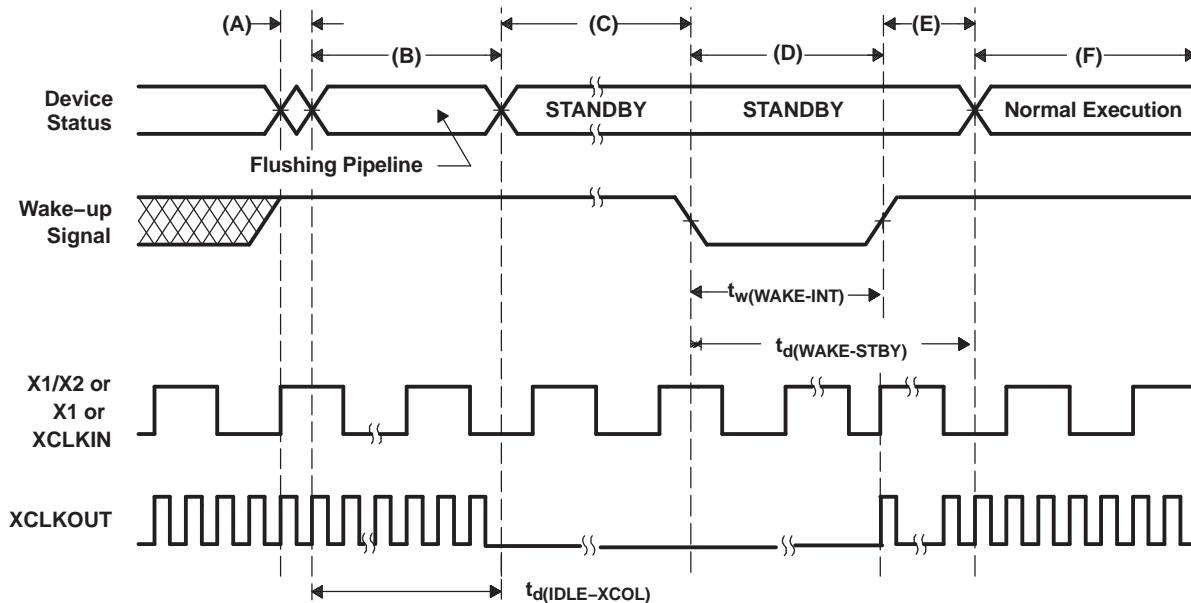 (A)
(C)
(E)
(B)
(D)
(F)
Device
Status
STANDBY
STANDBY
Normal Execution
Flushing Pipeline
Wake−up
Signal
tw(WAKE-INT)
td(WAKE-STBY)
X1/X2 or
X1 or
XCLKIN
XCLKOUT
td(IDLE−XCOL)